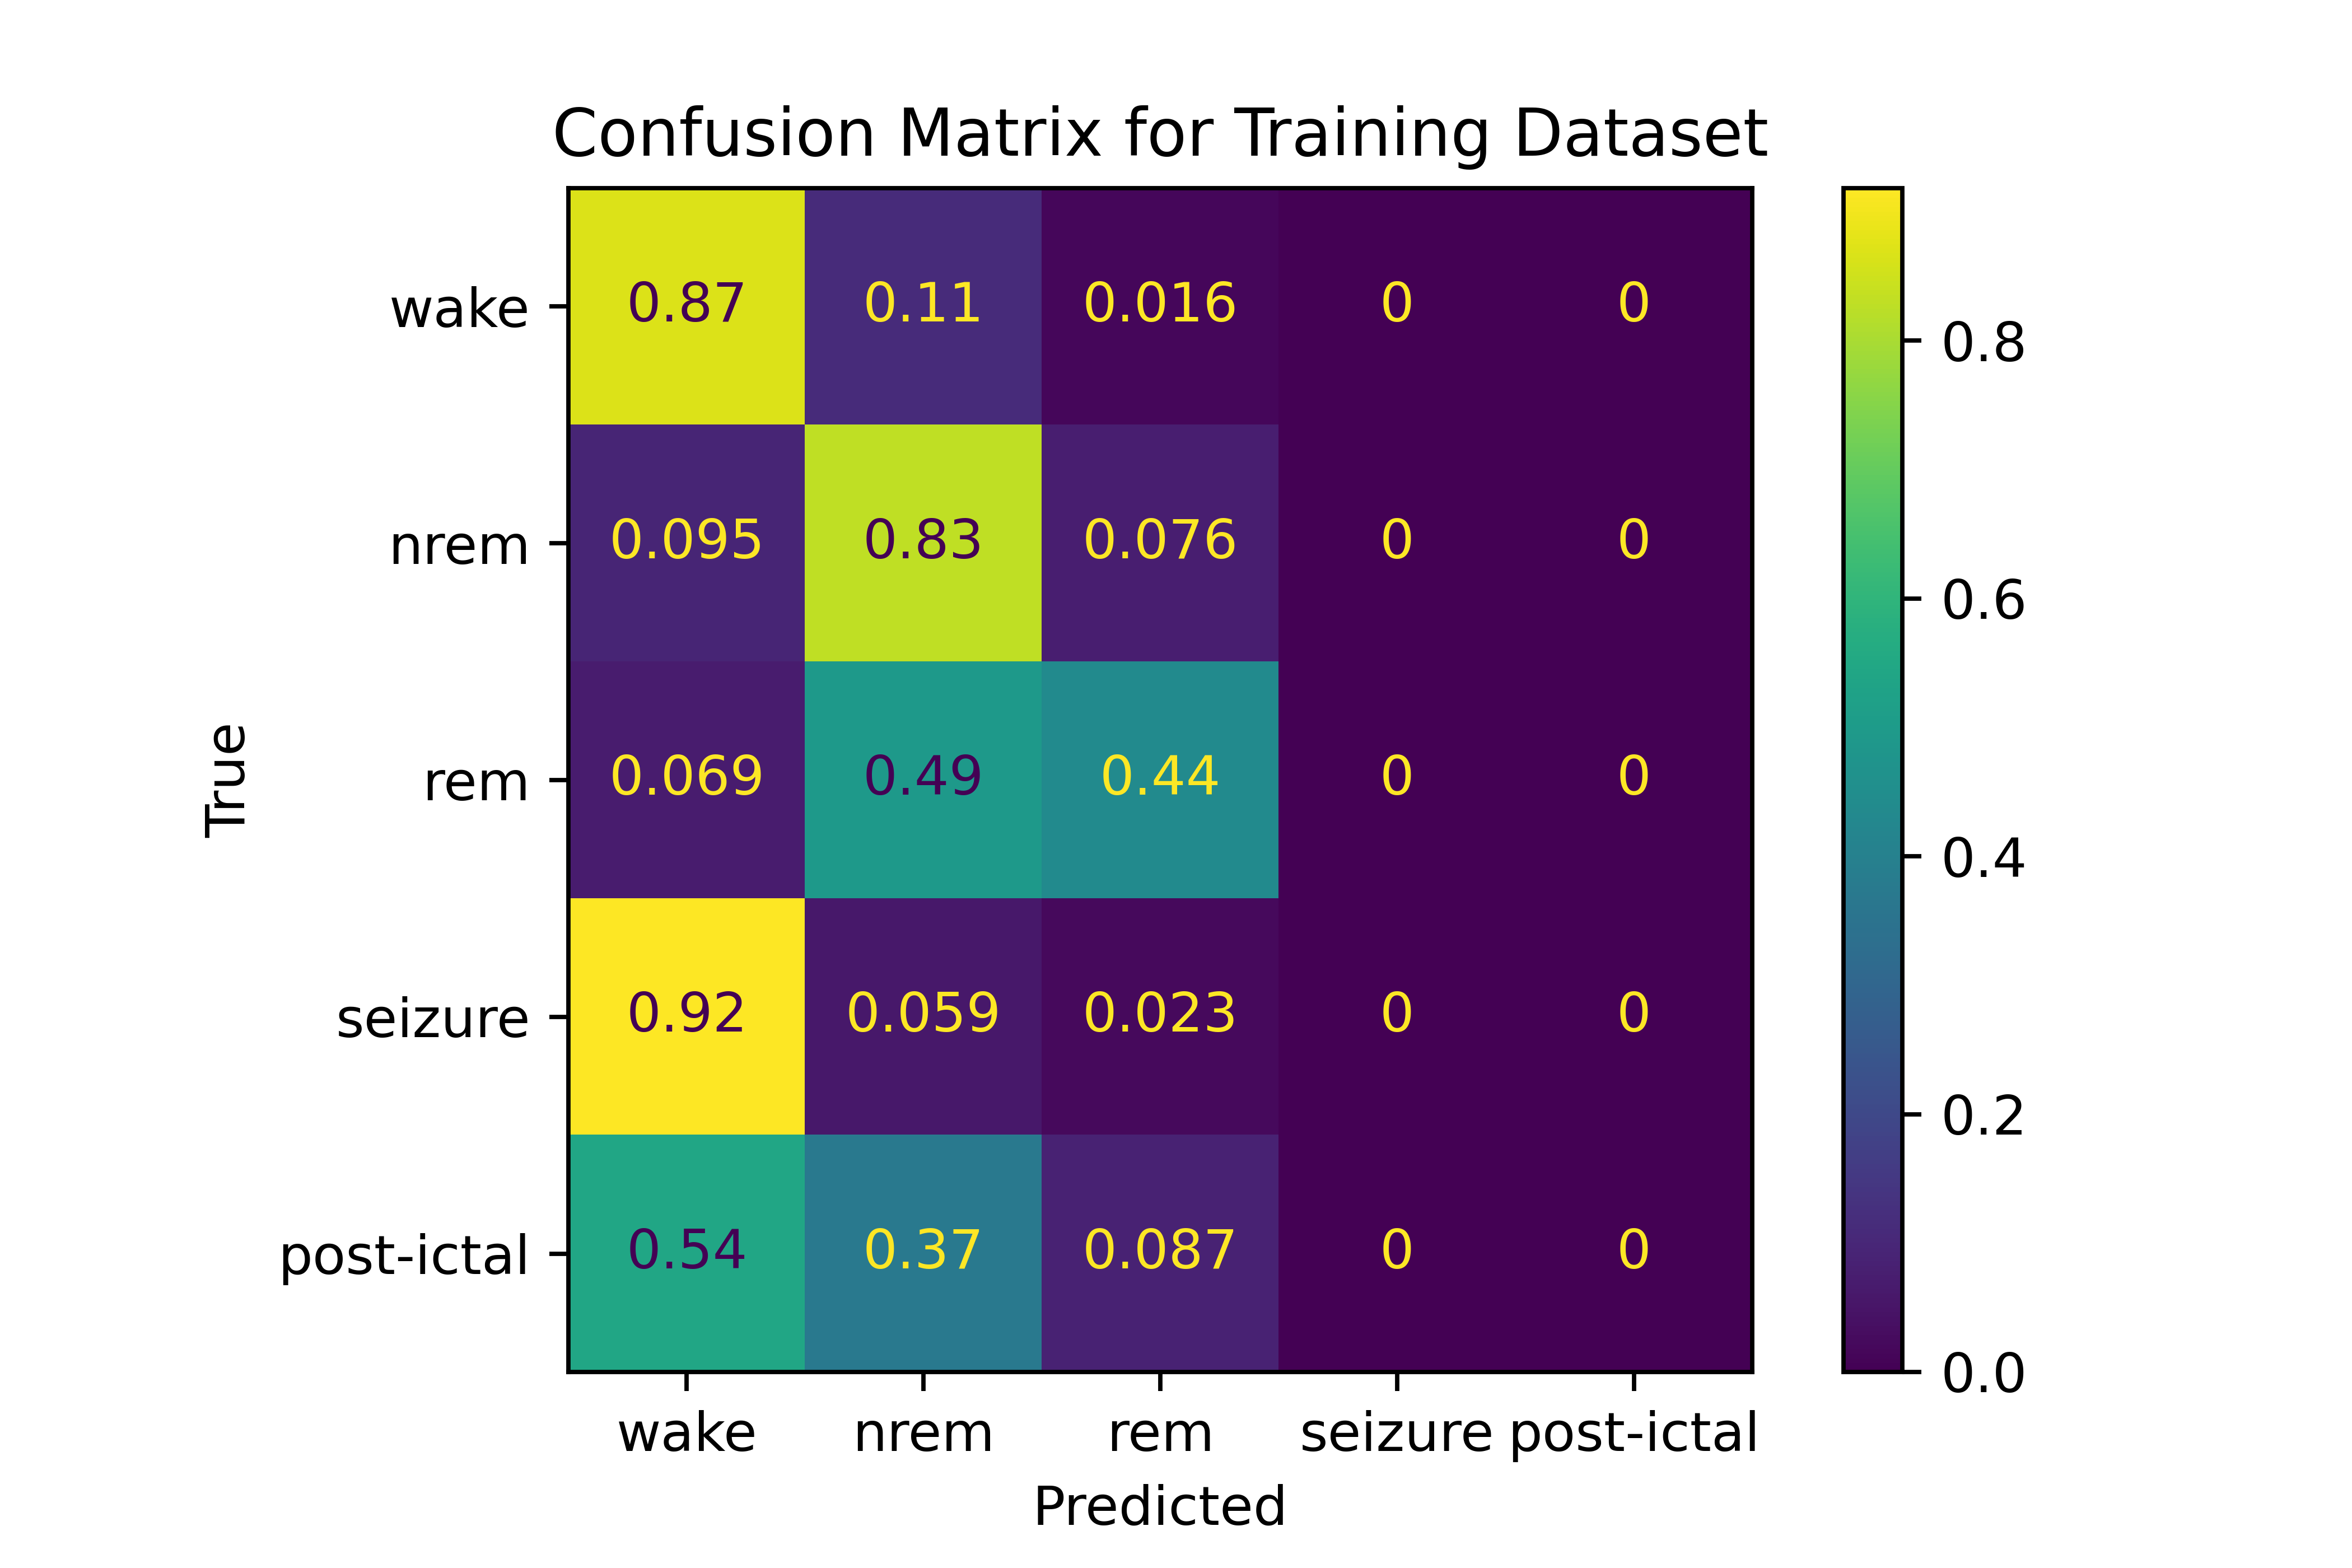 Confusion Matrix for Training Dataset
True
wake 0.87 0.11 0.016 0 0
nrem 0.095 0.83 0.076 0 0
rem 0.069 0.49 0.44 0 0
seizure 0.92 0.059 0.023 0 0
post-ictal 0.54 0.37 0.087 0 0
wake nrem rem seizure post-ictal
Predicted
0.8
0.6
0.4
0.2
0.0